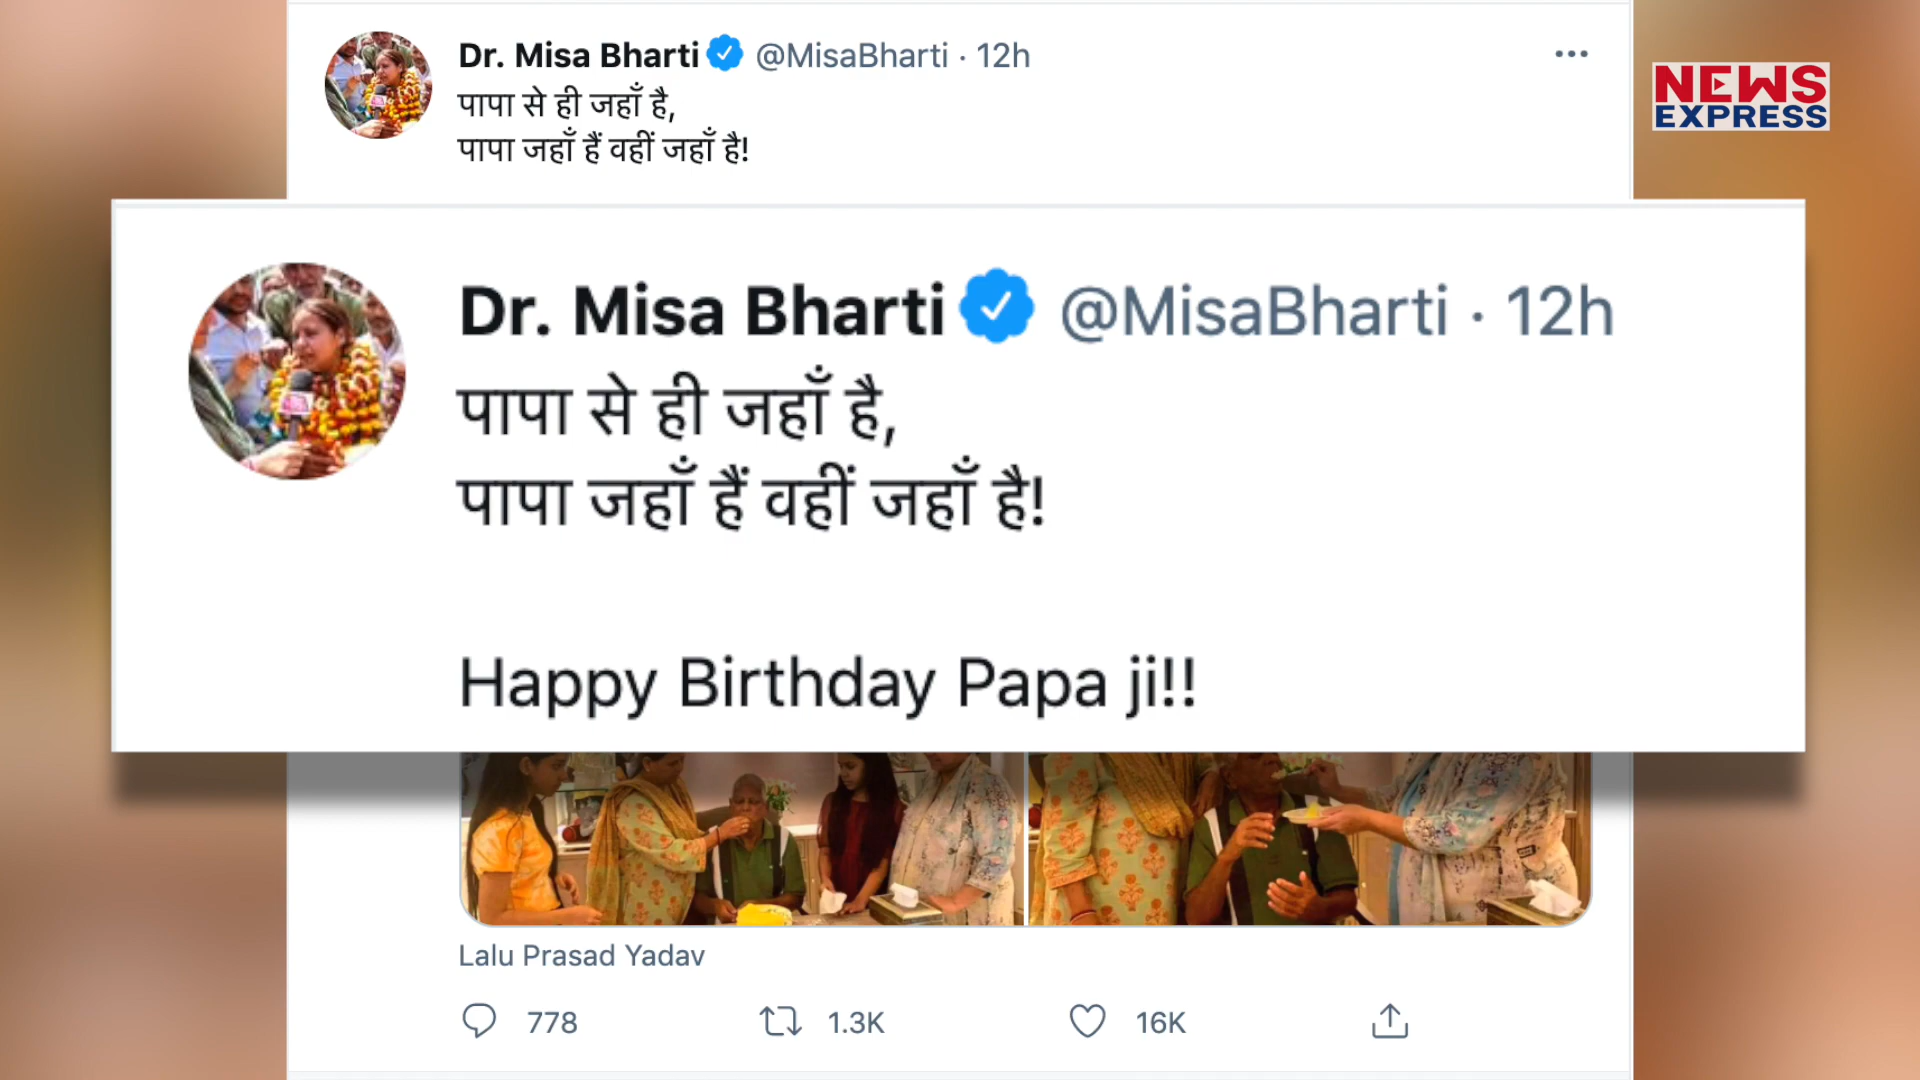 Dr. Misa Bharti @MisaBharti · 12h
पापा से ही जहाँ है,
पापा जहाँ हैं वहीं जहाँ है!
NEWS
EXPRESS
Dr. Misa Bharti @MisaBharti · 12h
पापा से ही जहाँ है,
पापा जहाँ हैं वहीं जहाँ है!
Happy Birthday Papa ji!!
Lalu Prasad Yadav
778 1.3K 16K